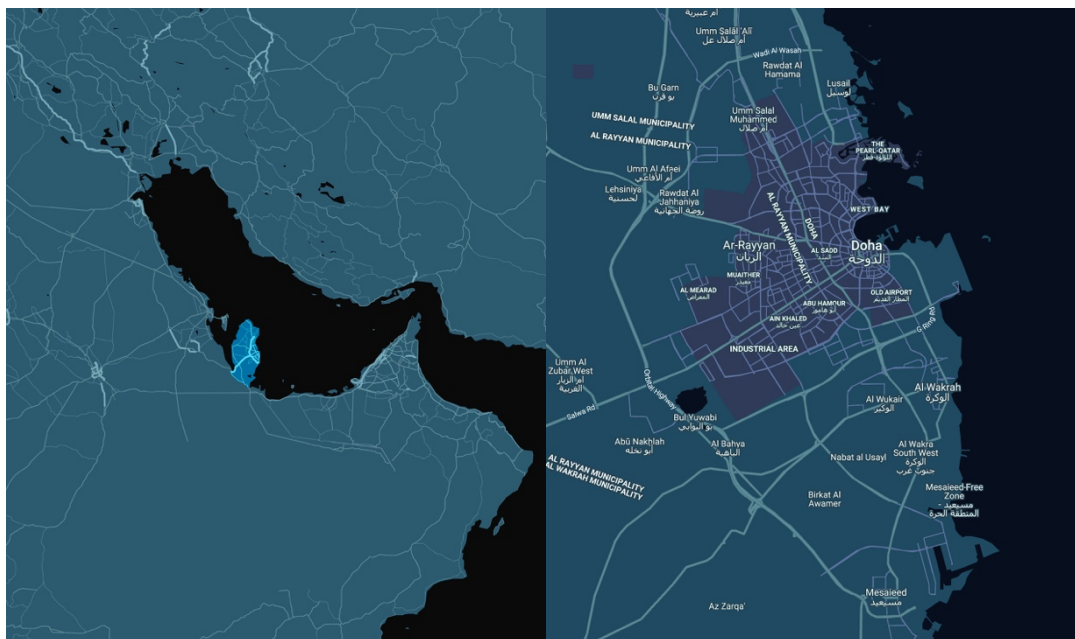 أم عبيرية
Umm Salāl ‘Alī
أم صلال علي
Wadi Al Wasah
Rawdat Al
Hamama
Lusail
لوسيل
Bu Garn
بو قرن
Umm Salal
Muhammed
أم صلال
UMM SALAL MUNICIPALITY
AL RAYYAN MUNICIPALITY
THE
PEARL-QATAR
اللؤلؤة قطر
Umm Al Afaei
أم الأفاعي
Lehsiniya
لحسنية
Rawdat Al
Jahhaniya
روضة الجهانية
WEST BAY
AL RAYYAN MUNICIPALITY
DOHA
Ar-Rayyan
الريان
AL SADD
السد
Doha
الدوحة
MUAITHER
معيذر
AL MEARAD
المعراض
OLD AIRPORT
المطار القديم
ABU HAMOUR
أبو هامور
AIN KHALED
عين خالد
G Ring Rd
INDUSTRIAL AREA
Umm Al
Zubar West
أم الزبار
الغربية
Orbital Highway
Salwa Rd
Al Wakrah
الوكرة
Al Wukair
الوكير
Bul Yuwabi
بو اليوابي
Abū Nakhlah
أبو نخله
Al Bahya
الباهية
Al Wakra
South West
الوكرة
جنوب غرب
Nabat al Usayl
AL RAYYAN MUNICIPALITY
AL WAKRAH MUNICIPALITY
Birkat Al
Awamer
Mesaieed Free
Zone
مسيعيد -
المنطقة الحرة
Mesaieed
مسيعيد
Az Zarqa'